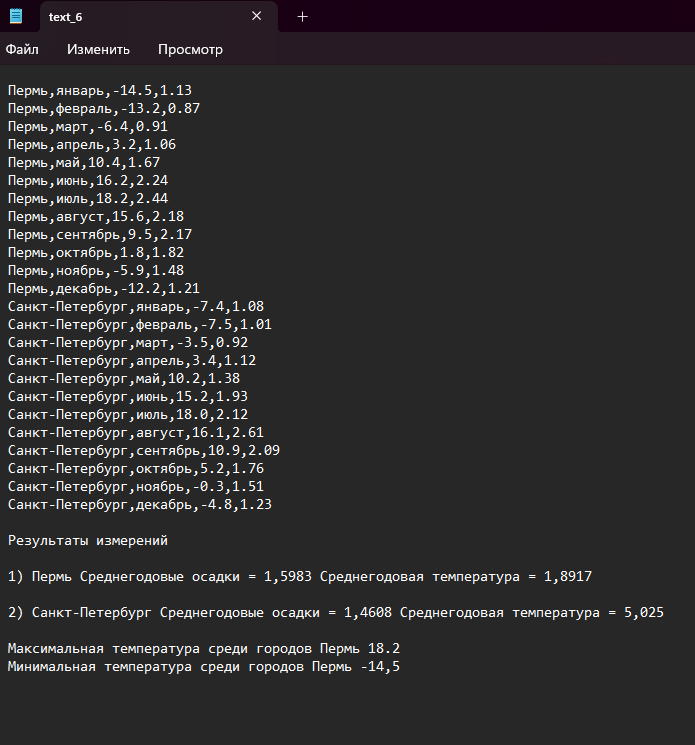 text_6
Файл Изменить Просмотр
Пермь,январь,-14.5,1.13
Пермь,февраль,-13.2,0.87
Пермь,март,-6.4,0.91
Пермь,апрель,3.2,1.06
Пермь,май,10.4,1.67
Пермь,июнь,16.2,2.24
Пермь,июль,18.2,2.44
Пермь,август,15.6,2.18
Пермь,сентябрь,9.5,2.17
Пермь,октябрь,1.8,1.82
Пермь,ноябрь,-5.9,1.48
Пермь,декабрь,-12.2,1.21
Санкт-Петербург,январь,-7.4,1.08
Санкт-Петербург,февраль,-7.5,1.01
Санкт-Петербург,март,-3.5,0.92
Санкт-Петербург,апрель,3.4,1.12
Санкт-Петербург,май,10.2,1.38
Санкт-Петербург,июнь,15.2,1.93
Санкт-Петербург,июль,18.0,2.12
Санкт-Петербург,август,16.1,2.61
Санкт-Петербург,сентябрь,10.9,2.09
Санкт-Петербург,октябрь,5.2,1.76
Санкт-Петербург,ноябрь,-0.3,1.51
Санкт-Петербург,декабрь,-4.8,1.23
Результаты измерений
1) Пермь Среднегодовые осадки = 1,5983 Среднегодовая температура = 1,8917
2) Санкт-Петербург Среднегодовые осадки = 1,4608 Среднегодовая температура = 5,025
Максимальная температура среди городов Пермь 18.2
Минимальная температура среди городов Пермь -14,5